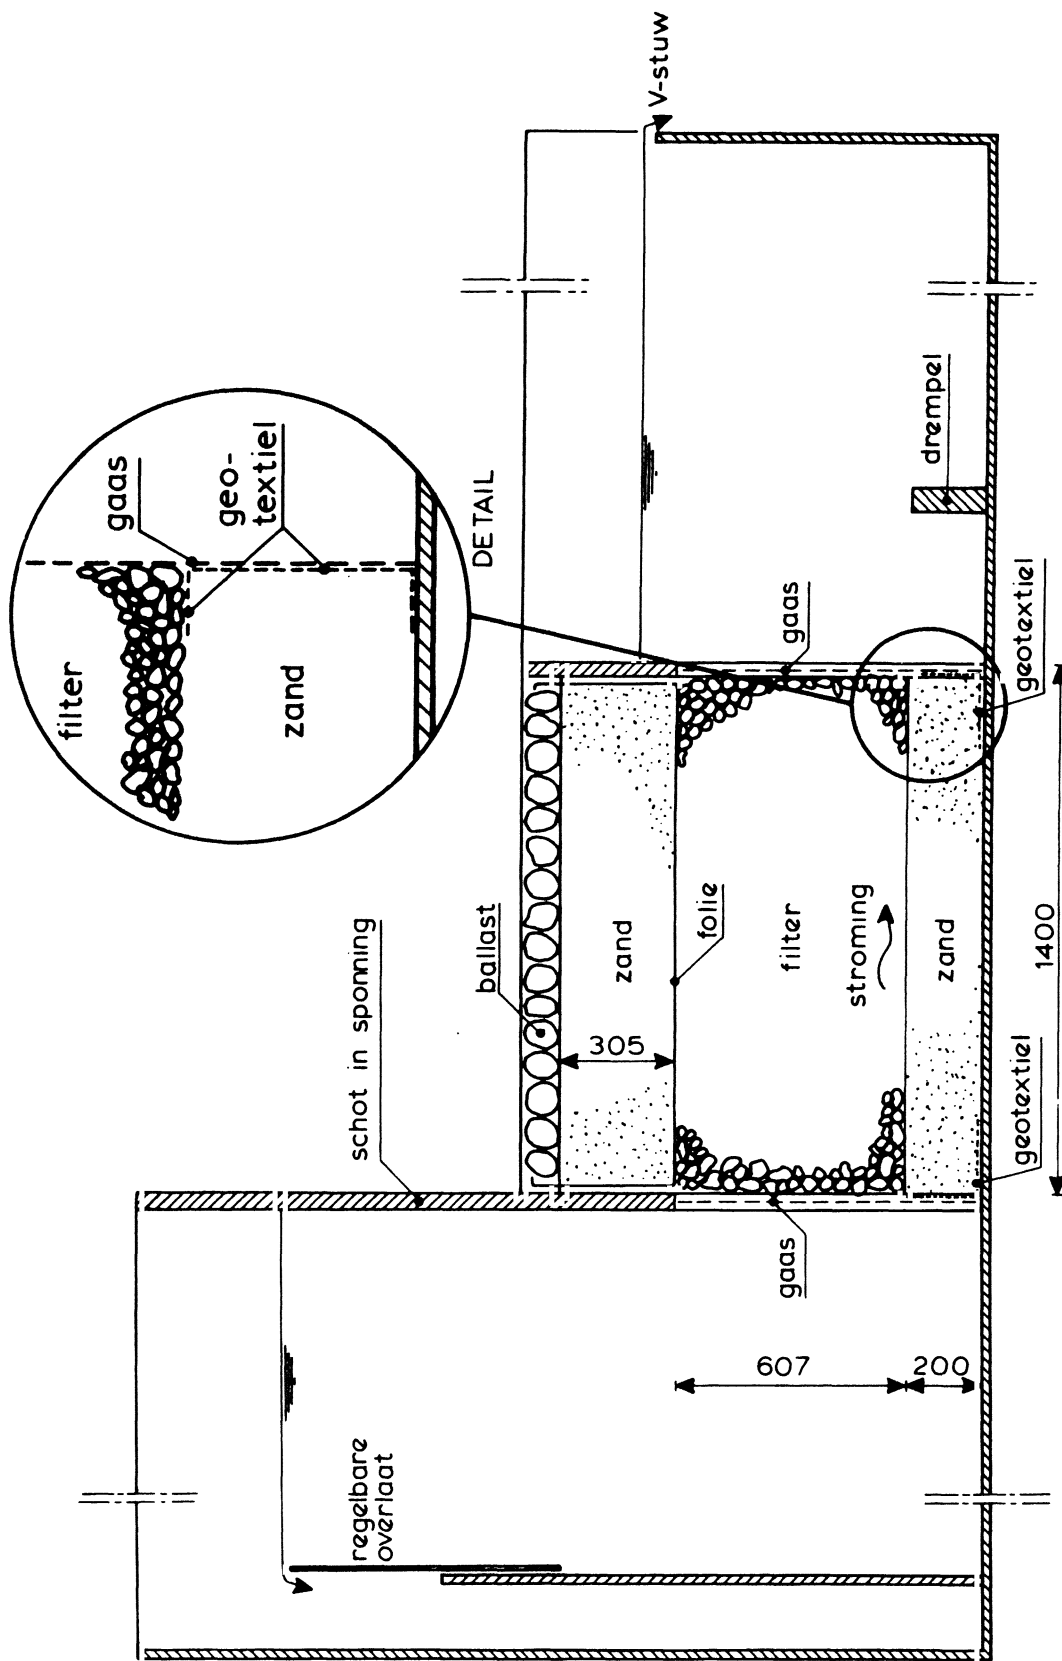 regelbare
overlaat
schot in sponning
ballast
zand
305
folie
filter
stroming
zand
607
200
gaas
geotextiel
1400
gaas
geotextiel
drempel
V-stuw
DETAIL
filter
zand
gaas
geo-
textiel